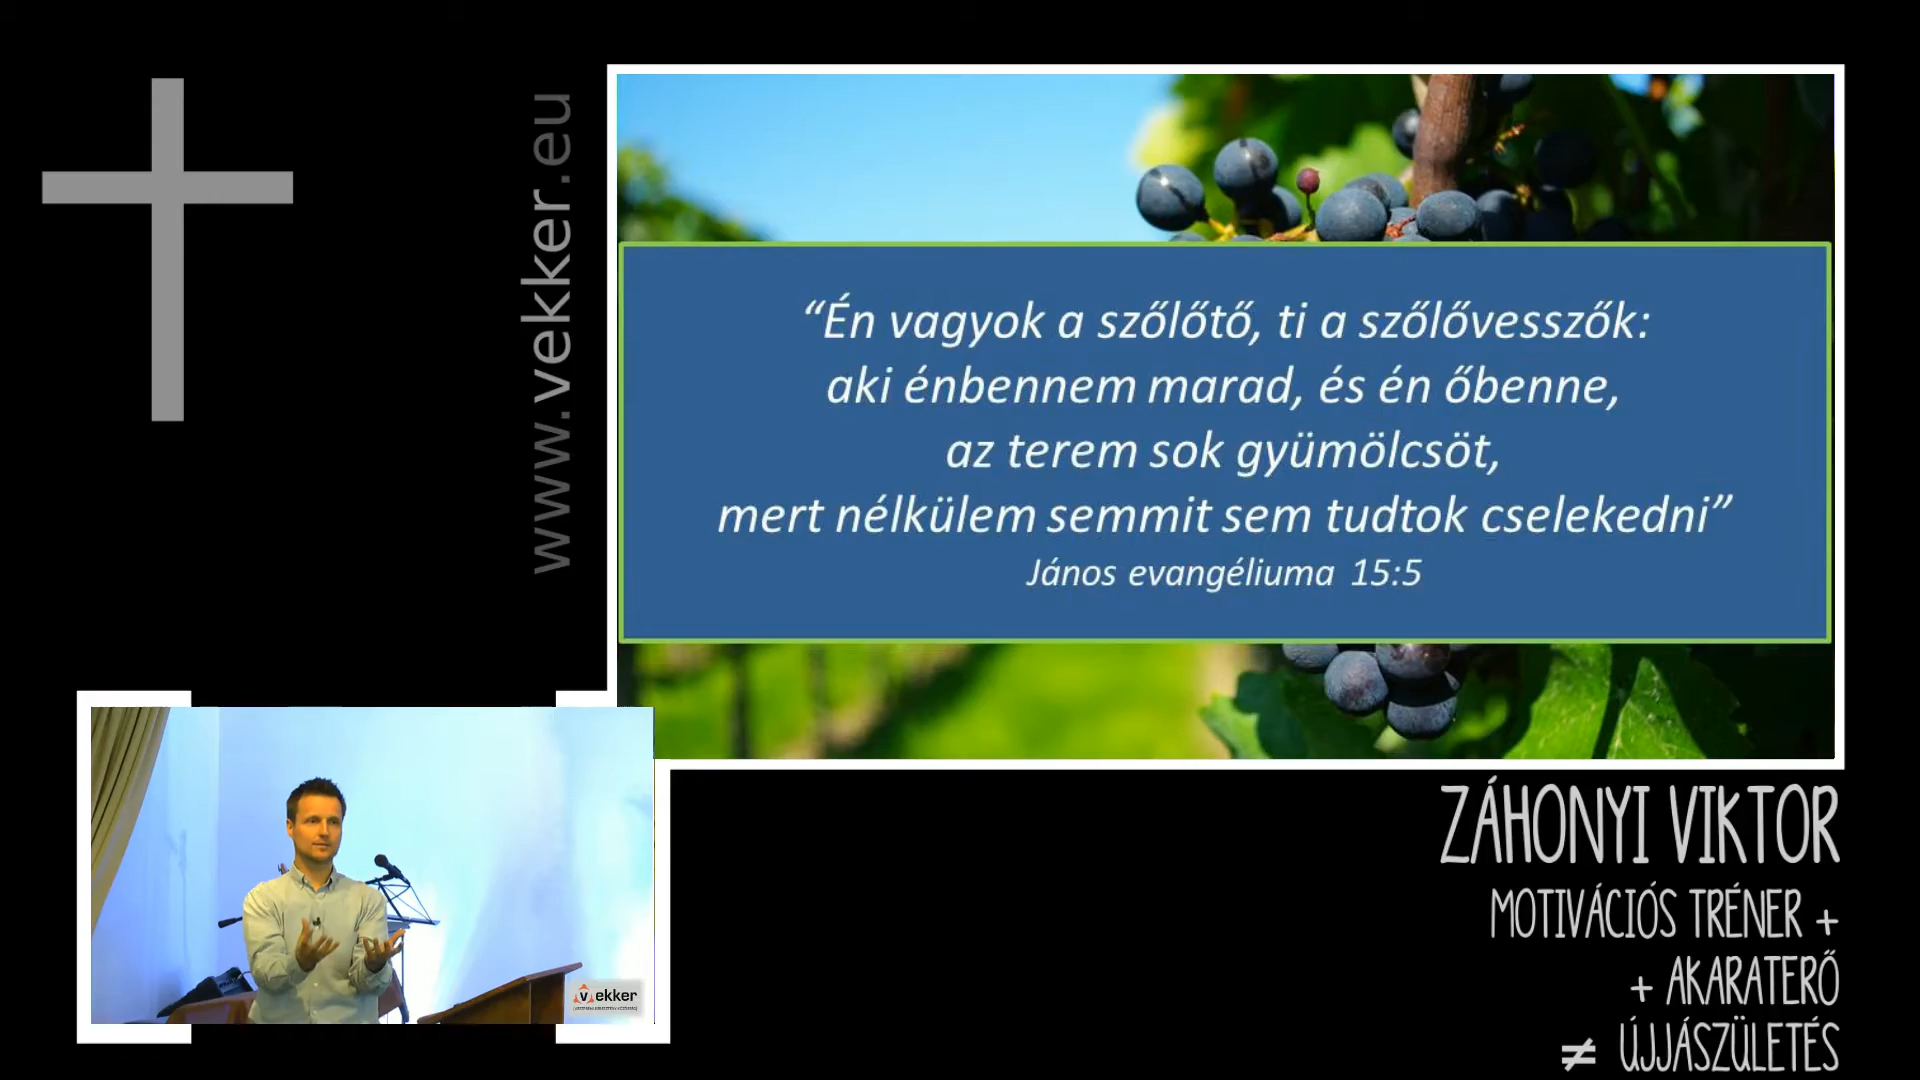 www.vekker.eu
“Én vagyok a szőlőtő, ti a szőlővesszők:
aki énbennem marad, és én őbenne,
az terem sok gyümölcsöt,
mert nélkülem semmit sem tudtok cselekedni”
János evangéliuma 15:5
vekker
ZÁHONYI VIKTOR
MOTIVÁCIÓS TRÉNER +
+ AKARATERŐ
≠ ÚJJÁSZÜLETÉS